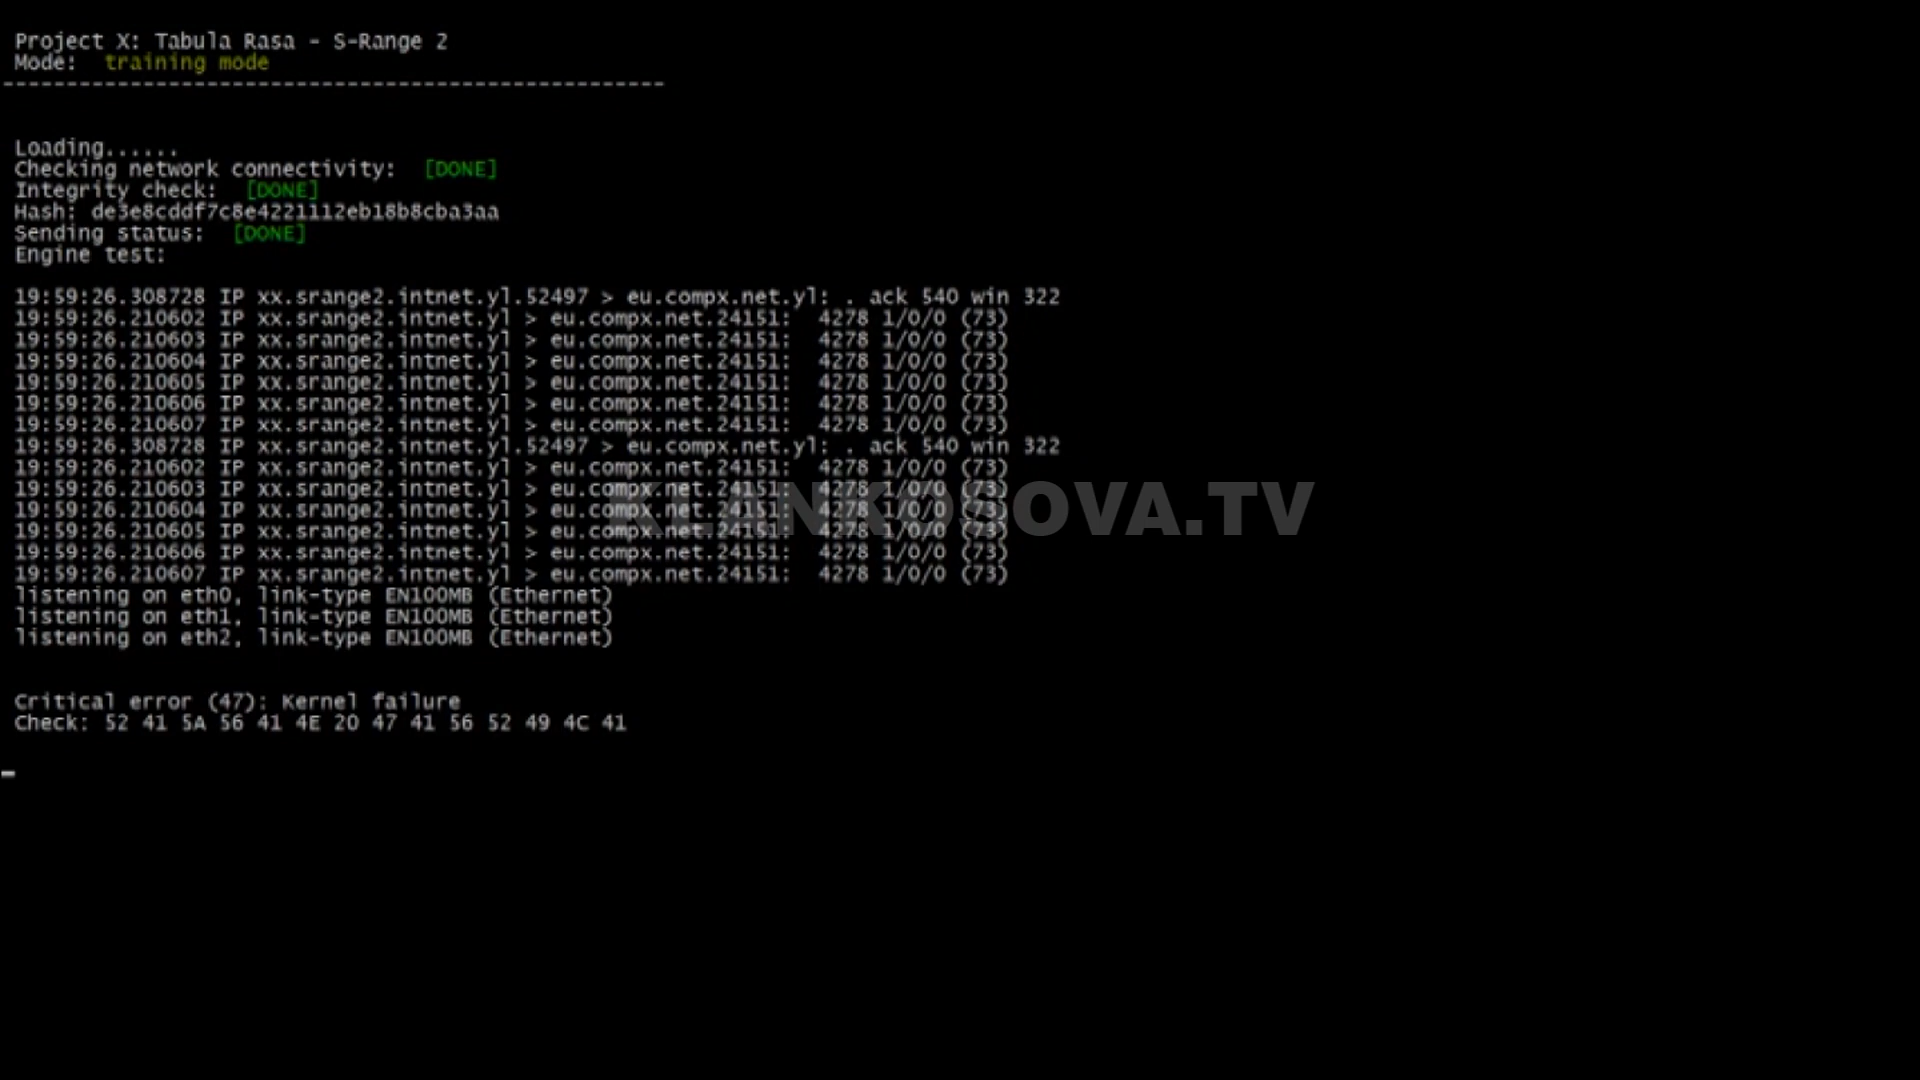 Project X: Tabula Rasa - S-Range 2
Mode: training mode
----------------------------------------------------
Loading......
Checking network connectivity: [DONE]
Integrity check: [DONE]
Hash: de3e8cddf7c8e4221112eb18b8cba3aa
Sending status: [DONE]
Engine test:
19:59:26.308728 IP xx.srange2.intnet.yl.52497 > eu.compx.net.yl: . ack 540 win 322
19:59:26.210602 IP xx.srange2.intnet.yl > eu.compx.net.24151: 4278 1/0/0 (73)
19:59:26.210603 IP xx.srange2.intnet.yl > eu.compx.net.24151: 4278 1/0/0 (73)
19:59:26.210604 IP xx.srange2.intnet.yl > eu.compx.net.24151: 4278 1/0/0 (73)
19:59:26.210605 IP xx.srange2.intnet.yl > eu.compx.net.24151: 4278 1/0/0 (73)
19:59:26.210606 IP xx.srange2.intnet.yl > eu.compx.net.24151: 4278 1/0/0 (73)
19:59:26.210607 IP xx.srange2.intnet.yl > eu.compx.net.24151: 4278 1/0/0 (73)
19:59:26.308728 IP xx.srange2.intnet.yl.52497 > eu.compx.net.yl: . ack 540 win 322
19:59:26.210602 IP xx.srange2.intnet.yl > eu.compx.net.24151: 4278 1/0/0 (73)
19:59:26.210603 IP xx.srange2.intnet.yl > eu.compx.net.24151: 4278 1/0/0 (73)
19:59:26.210604 IP xx.srange2.intnet.yl > eu.compx.net.24151: 4278 1/0/0 (73)
KLANKOSOVA.TV
19:59:26.210605 IP xx.srange2.intnet.yl > eu.compx.net.24151: 4278 1/0/0 (73)
19:59:26.210606 IP xx.srange2.intnet.yl > eu.compx.net.24151: 4278 1/0/0 (73)
19:59:26.210607 IP xx.srange2.intnet.yl > eu.compx.net.24151: 4278 1/0/0 (73)
listening on eth0, link-type EN100MB (Ethernet)
listening on eth1, link-type EN100MB (Ethernet)
listening on eth2, link-type EN100MB (Ethernet)
Critical error (47): Kernel failure
Check: 52 41 5A 56 41 4E 20 47 41 56 52 49 4C 41